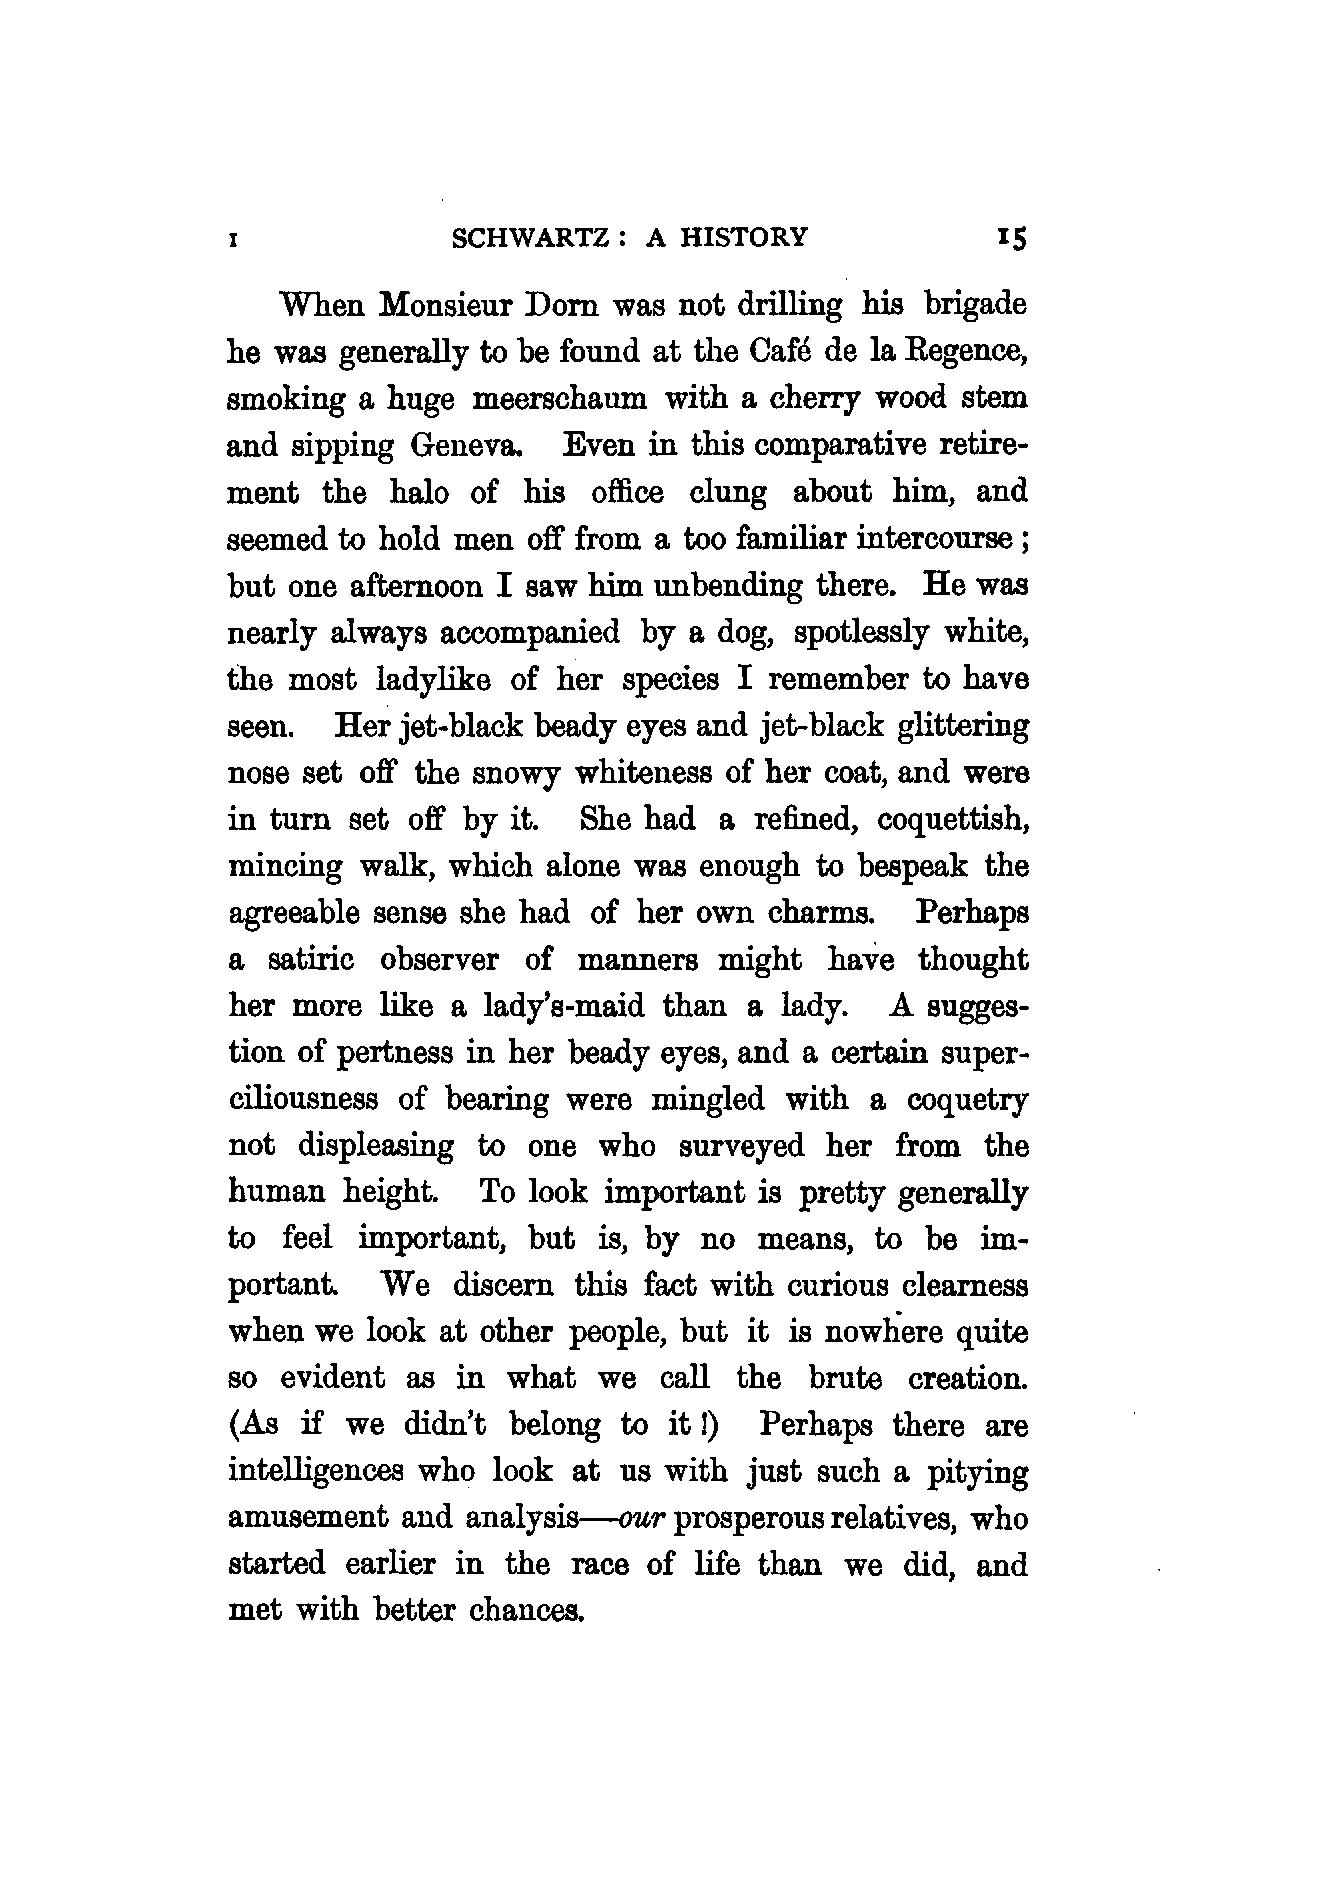 I SCHWARTZ: A HISTORY 15
When Monsieur Dorn was not drilling his brigade
he was generally to be found at the Café de la Regence,
smoking a huge meerschaum with a cherry wood stem
and sipping Geneva. Even in this comparative retire-
ment the halo of his office clung about him, and
seemed to hold men off from a too familiar intercourse;
but one afternoon I saw him unbending there. He was
nearly always accompanied by a dog, spotlessly white,
the most ladylike of her species I remember to have
seen. Her jet-black beady eyes and jet-black glittering
nose set off the snowy whiteness of her coat, and were
in turn set off by it. She had a refined, coquettish,
mincing walk, which alone was enough to bespeak the
agreeable sense she had of her own charms. Perhaps
a satiric observer of manners might have thought
her more like a lady's-maid than a lady. A sugges-
tion of pertness in her beady eyes, and a certain super-
ciliousness of bearing were mingled with a coquetry
not displeasing to one who surveyed her from the
human height. To look important is pretty generally
to feel important, but is, by no means, to be im-
portant. We discern this fact with curious clearness
when we look at other people, but it is nowhere quite
so evident as in what we call the brute creation.
(As if we didn't belong to it!) Perhaps there are
intelligences who look at us with just such a pitying
amusement and analysis—our prosperous relatives, who
started earlier in the race of life than we did, and
met with better chances.